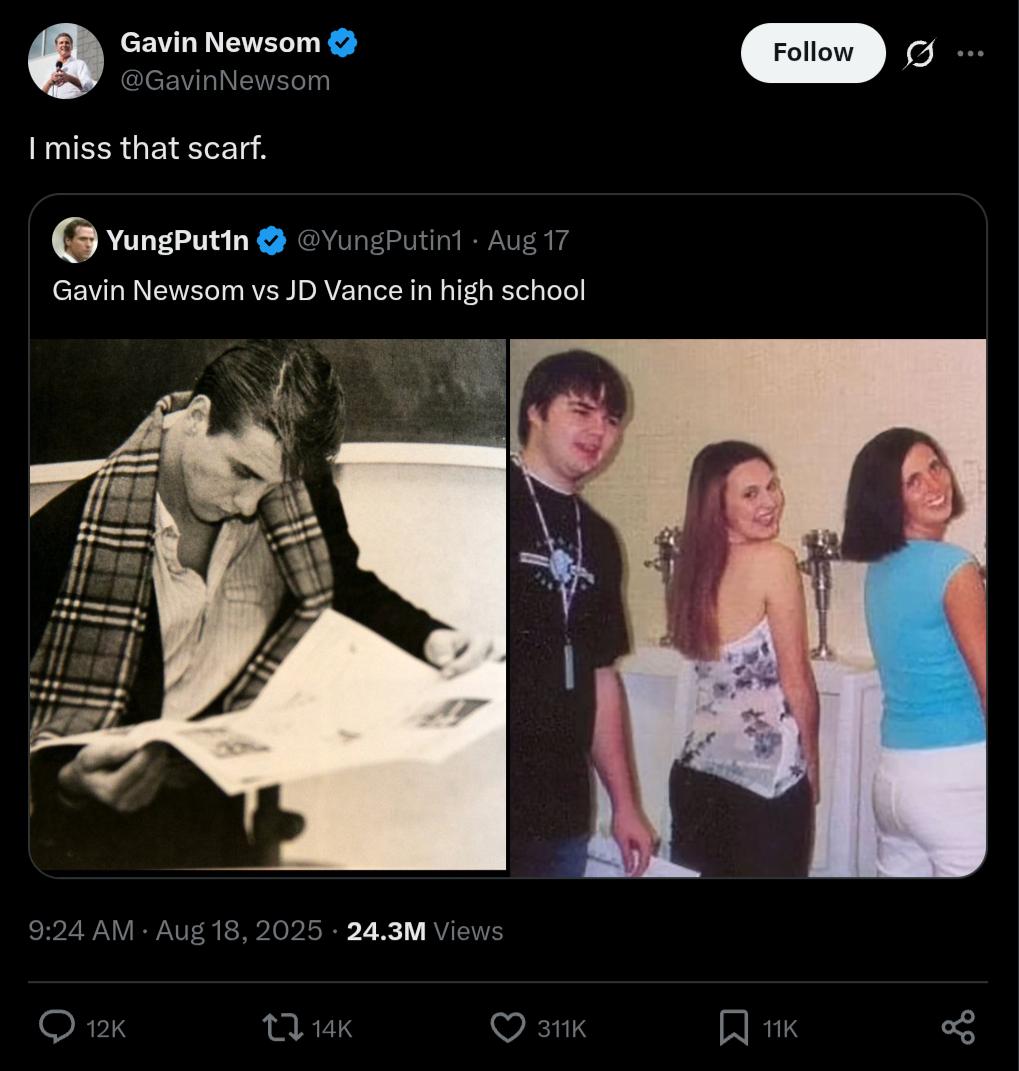 Gavin Newsom
@GavinNewsom
Follow
I miss that scarf.
YungPut1n @YungPutin1 · Aug 17
Gavin Newsom vs JD Vance in high school
9:24 AM · Aug 18, 2025 · 24.3M Views
12K 14K 311K 11K